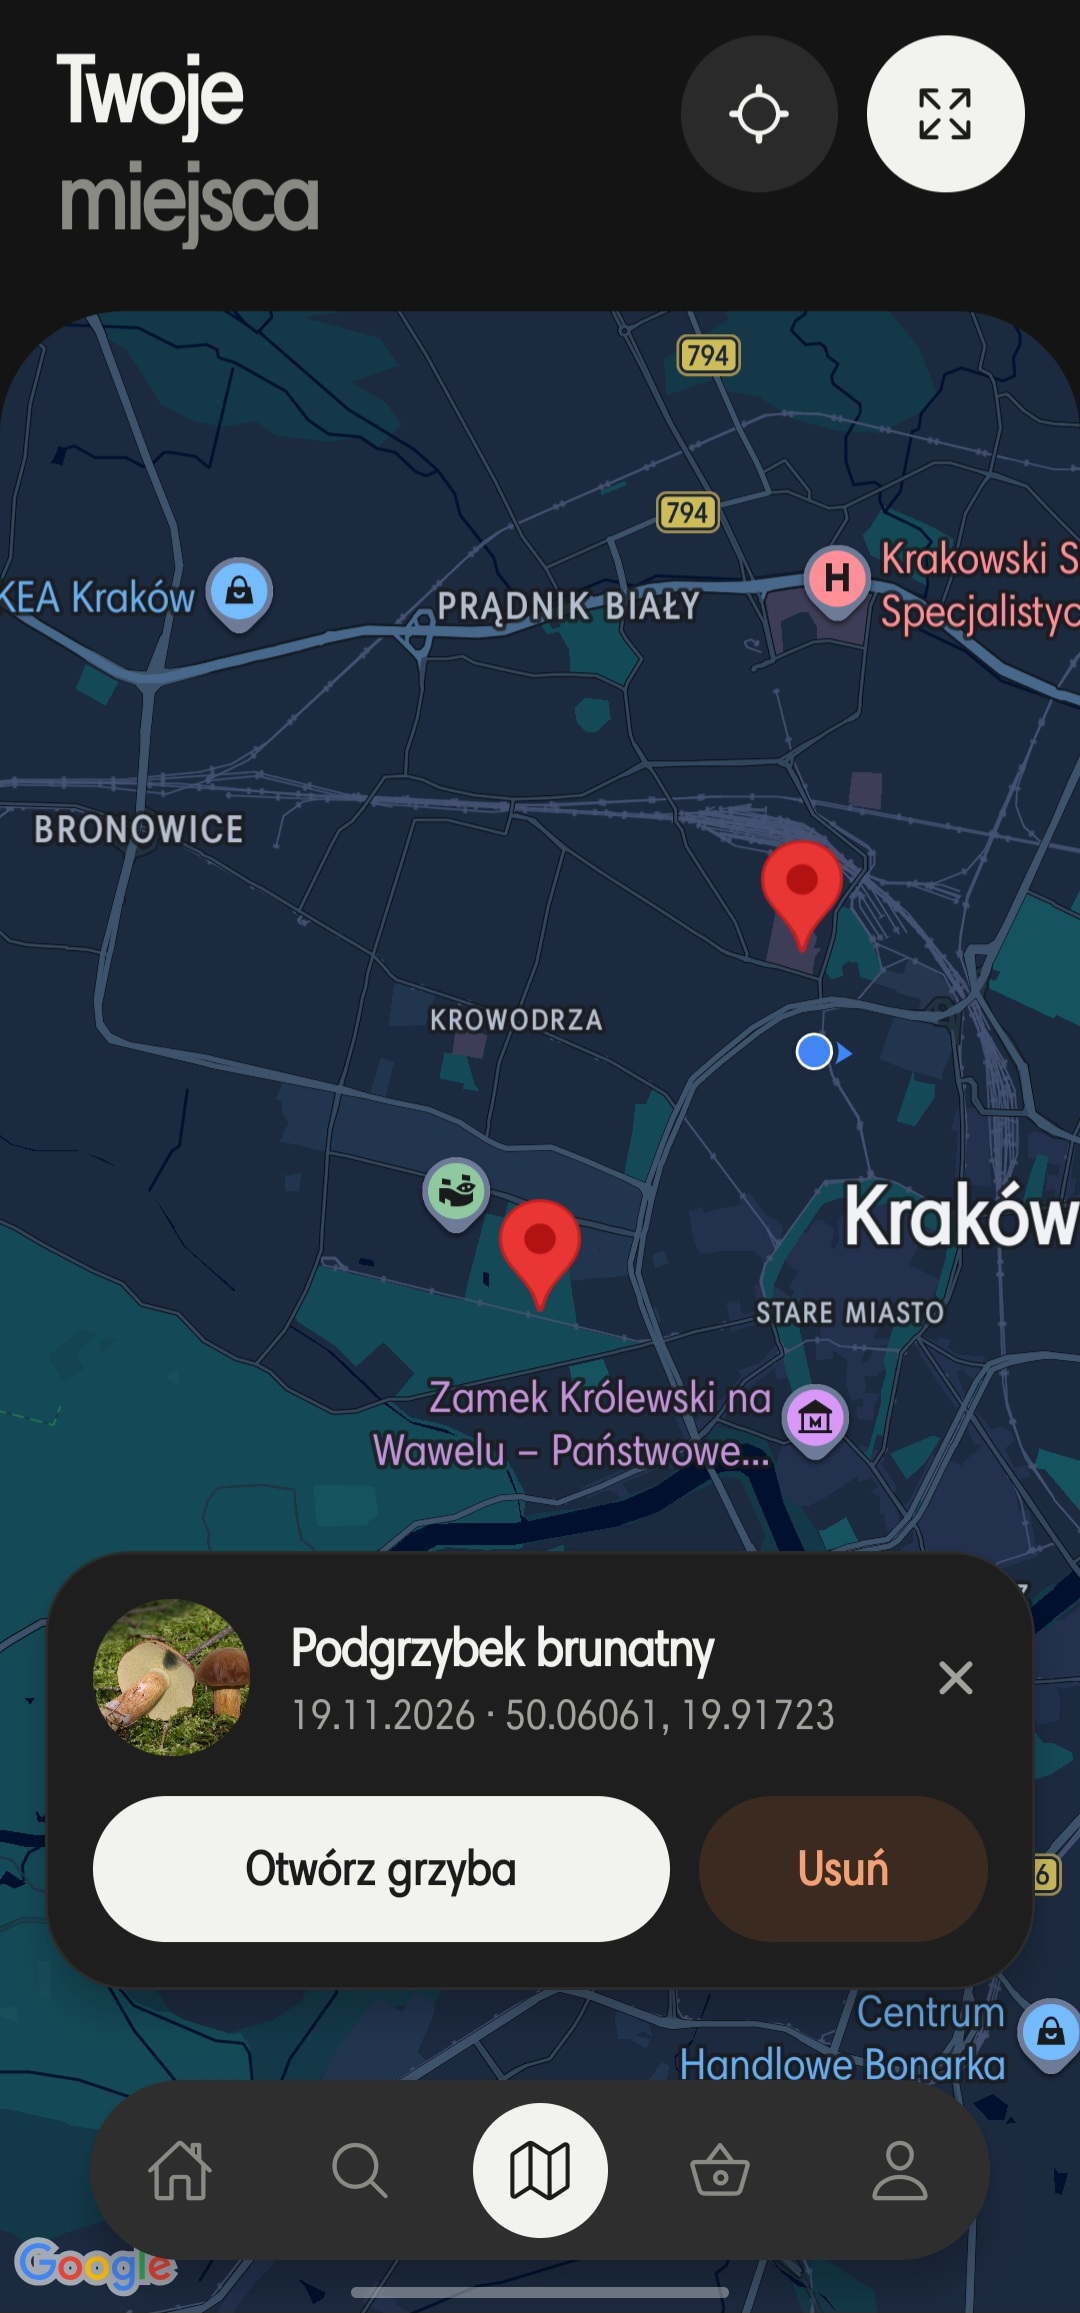 Twoje
miejsca
794
794
KEA Kraków
PRĄDNIK BIAŁY
H
Krakowski S
Specjalistyc
BRONOWICE
KROWODRZA
Kraków
STARE MIASTO
Zamek Królewski na
Wawelu – Państwowe...
M
Podgrzybek brunatny
19.11.2026 · 50.06061, 19.91723
Otwórz grzyba
Usuń
6
Centrum
Handlowe Bonarka
Google